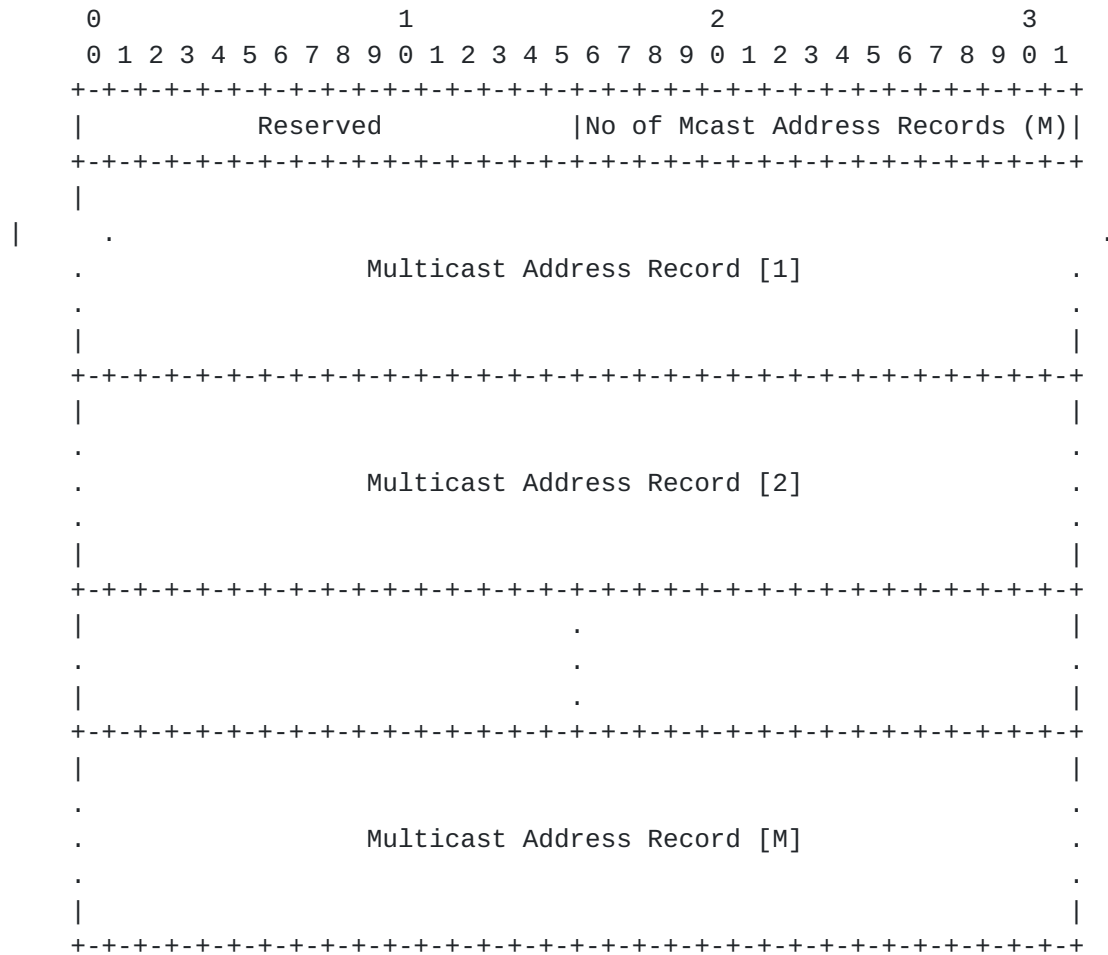 0                   1                   2                   3
      0 1 2 3 4 5 6 7 8 9 0 1 2 3 4 5 6 7 8 9 0 1 2 3 4 5 6 7 8 9 0 1
     +-+-+-+-+-+-+-+-+-+-+-+-+-+-+-+-+-+-+-+-+-+-+-+-+-+-+-+-+-+-+-+-+
     |           Reserved            |No of Mcast Address Records (M)|
     +-+-+-+-+-+-+-+-+-+-+-+-+-+-+-+-+-+-+-+-+-+-+-+-+-+-+-+-+-+-+-+-+
     |
 |     .                                                               .
     .                  Multicast Address Record [1]                 .
     .                                                               .
     |                                                               |
     +-+-+-+-+-+-+-+-+-+-+-+-+-+-+-+-+-+-+-+-+-+-+-+-+-+-+-+-+-+-+-+-+
     |                                                               |
     .                                                               .
     .                  Multicast Address Record [2]                 .
     .                                                               .
     |                                                               |
     +-+-+-+-+-+-+-+-+-+-+-+-+-+-+-+-+-+-+-+-+-+-+-+-+-+-+-+-+-+-+-+-+
     |                               .                               |
     .                               .                               .
     |                               .                               |
     +-+-+-+-+-+-+-+-+-+-+-+-+-+-+-+-+-+-+-+-+-+-+-+-+-+-+-+-+-+-+-+-+
     |                                                               |
     .                                                               .
     .                  Multicast Address Record [M]                 .
     .                                                               .
     |                                                               |
     +-+-+-+-+-+-+-+-+-+-+-+-+-+-+-+-+-+-+-+-+-+-+-+-+-+-+-+-+-+-+-+-+